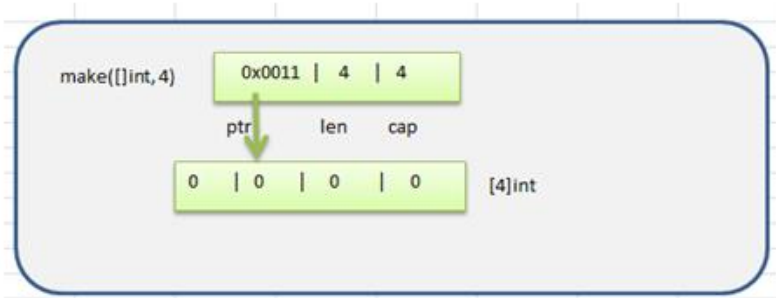 make([]int, 4) 0x0011 | 4 | 4
ptr len cap
0 | 0 | 0 | 0 [4]int